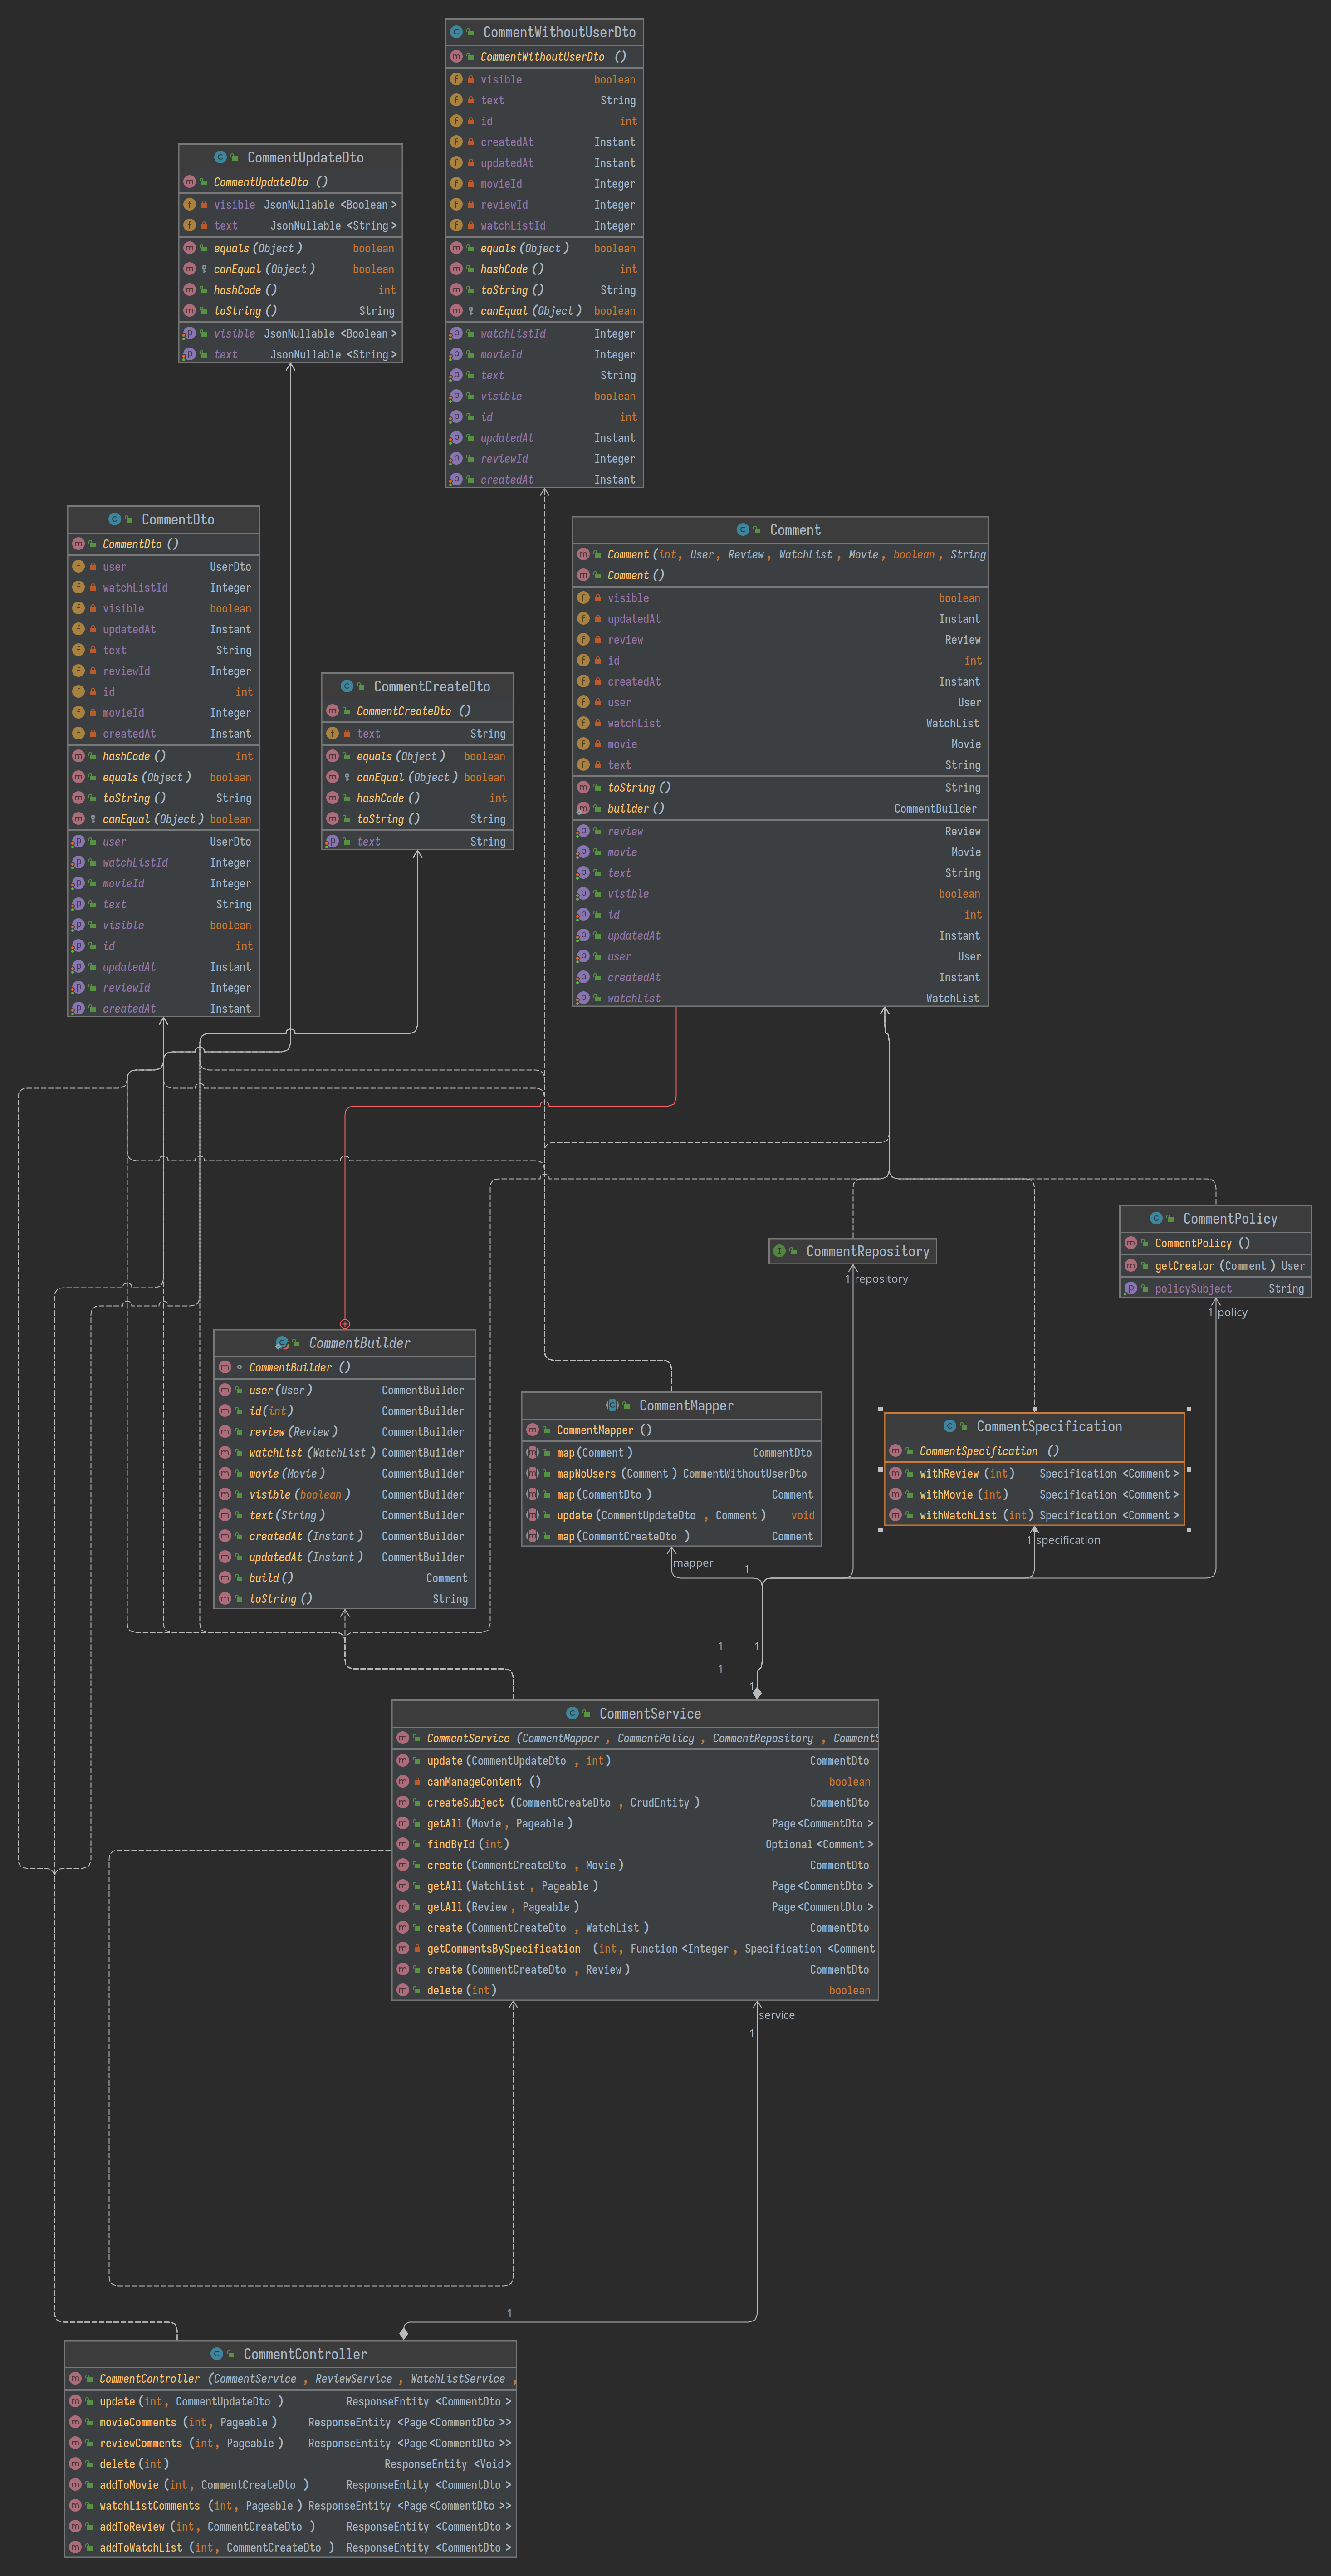 CommentWithoutUserDto
CommentWithoutUserDto ()
visible boolean
text String
id int
createdAt Instant
updatedAt Instant
movieId Integer
reviewId Integer
watchListId Integer
equals (Object) boolean
hashCode () int
toString () String
canEqual (Object) boolean
watchListId Integer
movieId Integer
text String
visible boolean
id int
updatedAt Instant
reviewId Integer
createdAt Instant
CommentUpdateDto
CommentUpdateDto ()
visible JsonNullable <Boolean>
text JsonNullable <String>
equals (Object) boolean
canEqual (Object) boolean
hashCode () int
toString () String
visible JsonNullable <Boolean>
text JsonNullable <String>
CommentDto
CommentDto ()
user UserDto
watchListId Integer
visible boolean
updatedAt Instant
text String
reviewId Integer
id int
movieId Integer
createdAt Instant
hashCode () int
equals (Object) boolean
toString () String
canEqual (Object) boolean
user UserDto
watchListId Integer
movieId Integer
text String
visible boolean
id int
updatedAt Instant
reviewId Integer
createdAt Instant
CommentCreateDto
CommentCreateDto ()
text String
equals (Object) boolean
canEqual (Object) boolean
hashCode () int
toString () String
text String
Comment
Comment (int, User, Review, WatchList, Movie, boolean, String
Comment ()
visible boolean
updatedAt Instant
review Review
id int
createdAt Instant
user User
watchList WatchList
movie Movie
text String
toString () String
builder () CommentBuilder
review Review
movie Movie
text String
visible boolean
id int
updatedAt Instant
user User
createdAt Instant
watchList WatchList
CommentPolicy
CommentPolicy ()
getCreator (Comment) User
policySubject String
1 policy
CommentRepository
1 repository
CommentBuilder
CommentBuilder ()
user (User) CommentBuilder
id (int) CommentBuilder
review (Review) CommentBuilder
watchList (WatchList) CommentBuilder
movie (Movie) CommentBuilder
visible (boolean) CommentBuilder
text (String) CommentBuilder
createdAt (Instant) CommentBuilder
updatedAt (Instant) CommentBuilder
build () Comment
toString () String
CommentMapper
CommentMapper ()
map (Comment) CommentDto
mapNoUsers (Comment) CommentWithoutUserDto
map (CommentDto) Comment
update (CommentUpdateDto, Comment) void
map (CommentCreateDto) Comment
mapper
1
CommentSpecification
CommentSpecification ()
withReview (int) Specification <Comment>
withMovie (int) Specification <Comment>
withWatchList (int) Specification <Comment>
1 specification
1 1
1
1
CommentService
CommentService (CommentMapper, CommentPolicy, CommentRepository, CommentS
update (CommentUpdateDto, int) CommentDto
canManageContent () boolean
createSubject (CommentCreateDto, CrudEntity) CommentDto
getAll (Movie, Pageable) Page<CommentDto>
findById (int) Optional <Comment>
create (CommentCreateDto, Movie) CommentDto
getAll (WatchList, Pageable) Page<CommentDto>
getAll (Review, Pageable) Page<CommentDto>
create (CommentCreateDto, WatchList) CommentDto
getCommentsBySpecification (int, Function <Integer, Specification <Comment
create (CommentCreateDto, Review) CommentDto
delete (int) boolean
service
1
1
CommentController
CommentController (CommentService, ReviewService, WatchListService,
update (int, CommentUpdateDto) ResponseEntity <CommentDto>
movieComments (int, Pageable) ResponseEntity <Page<CommentDto>>
reviewComments (int, Pageable) ResponseEntity <Page<CommentDto>>
delete (int) ResponseEntity <Void>
addToMovie (int, CommentCreateDto) ResponseEntity <CommentDto>
watchListComments (int, Pageable) ResponseEntity <Page<CommentDto>>
addToReview (int, CommentCreateDto) ResponseEntity <CommentDto>
addToWatchList (int, CommentCreateDto) ResponseEntity <CommentDto>